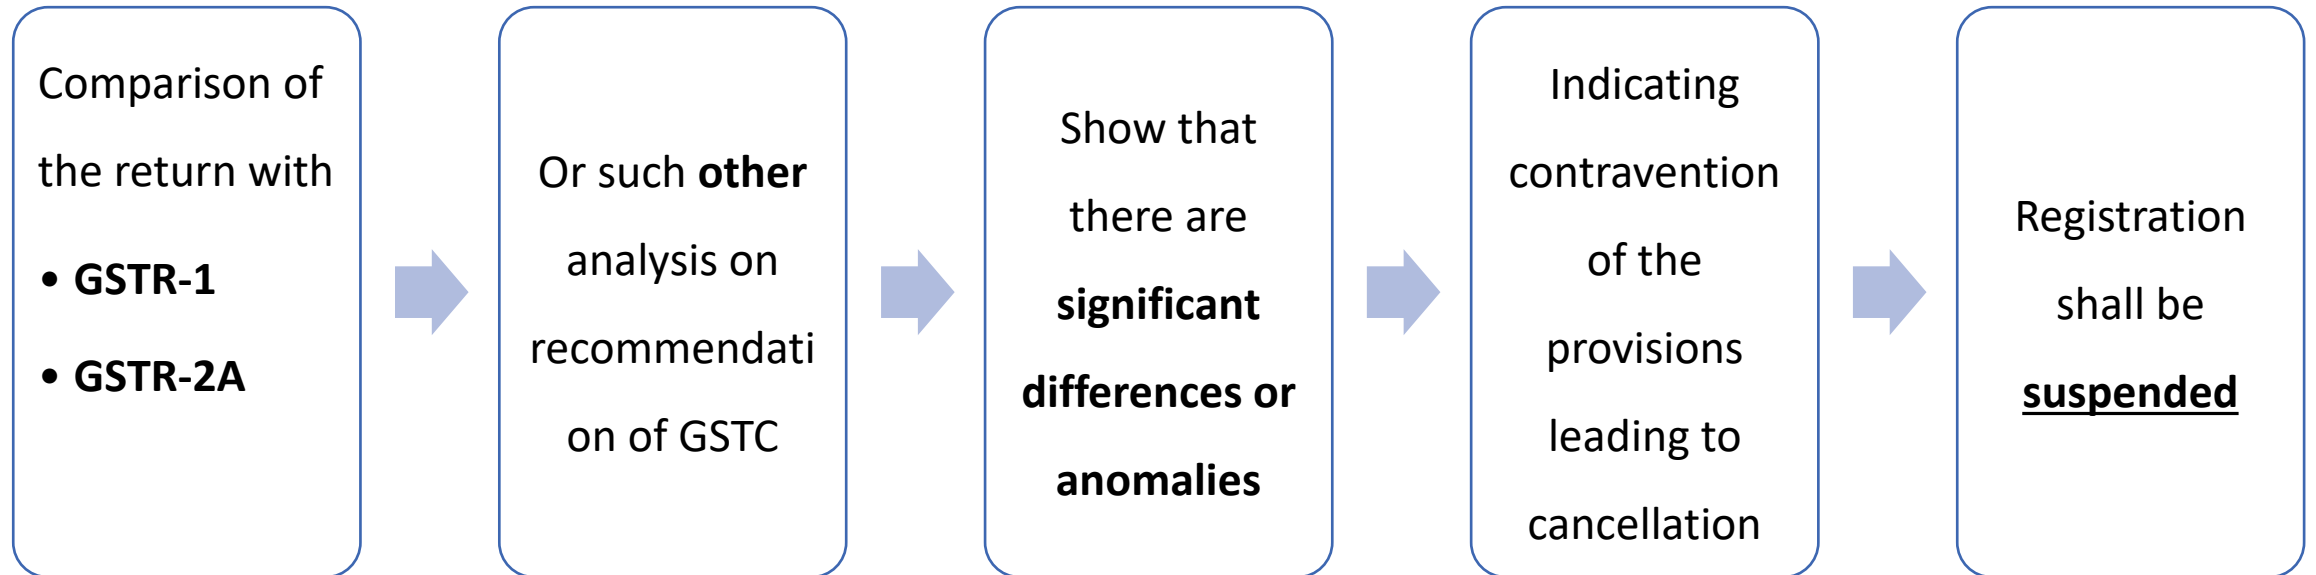 Comparison of
the return with
• GSTR-1
• GSTR-2A
Or such other
analysis on
recommendati
on of GSTC
Show that
there are
significant
differences or
anomalies
Indicating
contravention
of the
provisions
leading to
cancellation
Registration
shall be
suspended